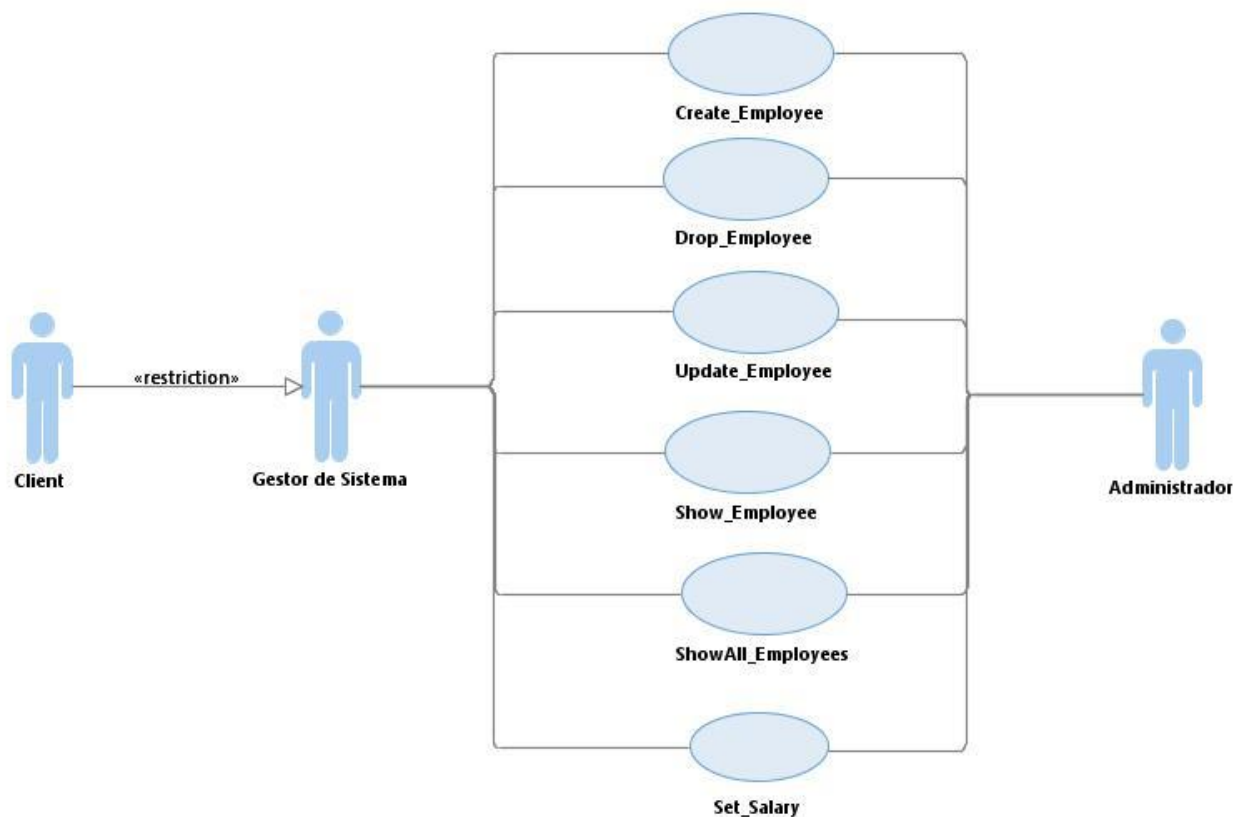 Create_Employee
Drop_Employee
Update_Employee
«restriction»
Client
Gestor de Sistema
Show_Employee
Administrador
ShowAll_Employees
Set_Salary